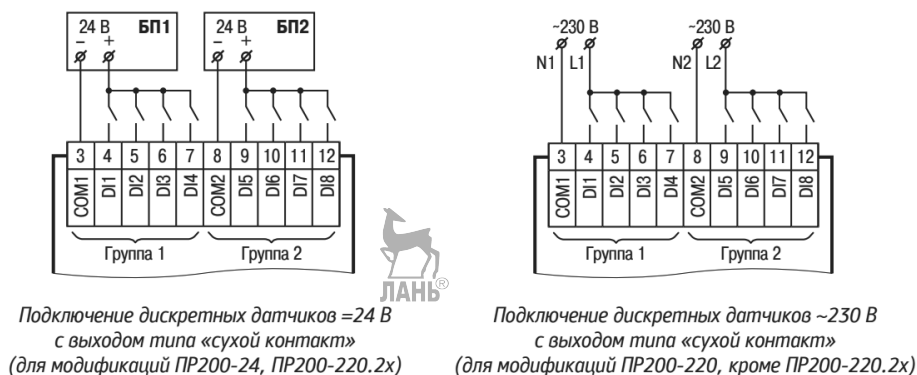 24 В БП1
− +
24 В БП2
− +
3 4 5 6 7 8 9 10 11 12
COM1 DI1 DI2 DI3 DI4 COM2 DI5 DI6 DI7 DI8
Группа 1 Группа 2
~230 В ~230 В
N1 L1 N2 L2
3 4 5 6 7 8 9 10 11 12
COM1 DI1 DI2 DI3 DI4 COM2 DI5 DI6 DI7 DI8
Группа 1 Группа 2
ЛАНЬ®
Подключение дискретных датчиков =24 В
с выходом типа «сухой контакт»
(для модификаций ПР200-24, ПР200-220.2х)
Подключение дискретных датчиков ~230 В
с выходом типа «сухой контакт»
(для модификаций ПР200-220, кроме ПР200-220.2х)